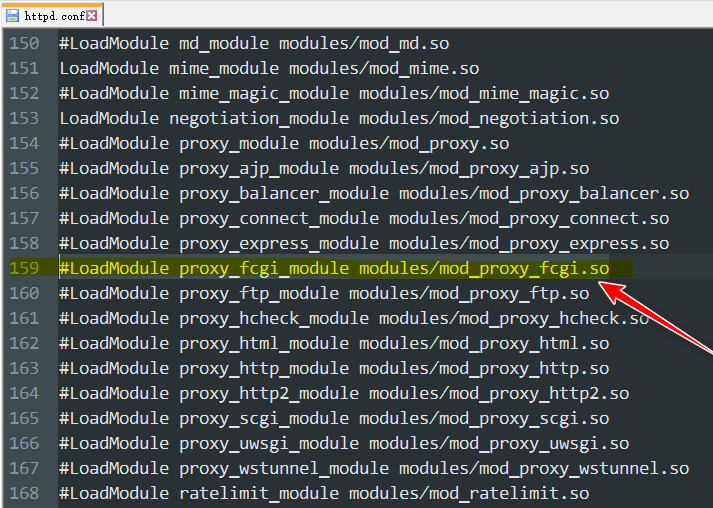 httpd.conf
150 #LoadModule md_module modules/mod_md.so
151 LoadModule mime_module modules/mod_mime.so
152 #LoadModule mime_magic_module modules/mod_mime_magic.so
153 LoadModule negotiation_module modules/mod_negotiation.so
154 #LoadModule proxy_module modules/mod_proxy.so
155 #LoadModule proxy_ajp_module modules/mod_proxy_ajp.so
156 #LoadModule proxy_balancer_module modules/mod_proxy_balancer.so
157 #LoadModule proxy_connect_module modules/mod_proxy_connect.so
158 #LoadModule proxy_express_module modules/mod_proxy_express.so
159 #LoadModule proxy_fcgi_module modules/mod_proxy_fcgi.so
160 #LoadModule proxy_ftp_module modules/mod_proxy_ftp.so
161 #LoadModule proxy_hcheck_module modules/mod_proxy_hcheck.so
162 #LoadModule proxy_html_module modules/mod_proxy_html.so
163 #LoadModule proxy_http_module modules/mod_proxy_http.so
164 #LoadModule proxy_http2_module modules/mod_proxy_http2.so
165 #LoadModule proxy_scgi_module modules/mod_proxy_scgi.so
166 #LoadModule proxy_uwsgi_module modules/mod_proxy_uwsgi.so
167 #LoadModule proxy_wstunnel_module modules/mod_proxy_wstunnel.so
168 #LoadModule ratelimit_module modules/mod_ratelimit.so